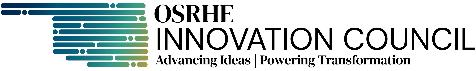 OSRHE
INNOVATION COUNCIL
Advancing Ideas | Powering Transformation